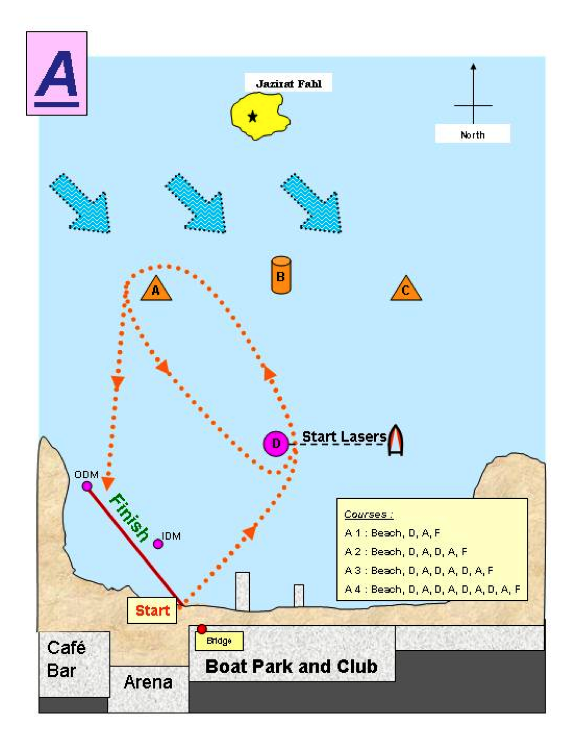 A
Jazirat Fahl
North
A
B
C
D
Start Lasers
ODM
Finish
IDM
Courses :
A 1 : Beach, D, A, F
A 2 : Beach, D, A, D, A, F
A 3 : Beach, D, A, D, A, D, A, F
A 4 : Beach, D, A, D, A, D, A, D, A, F
Start
Bridge
Café
Bar
Arena
Boat Park and Club